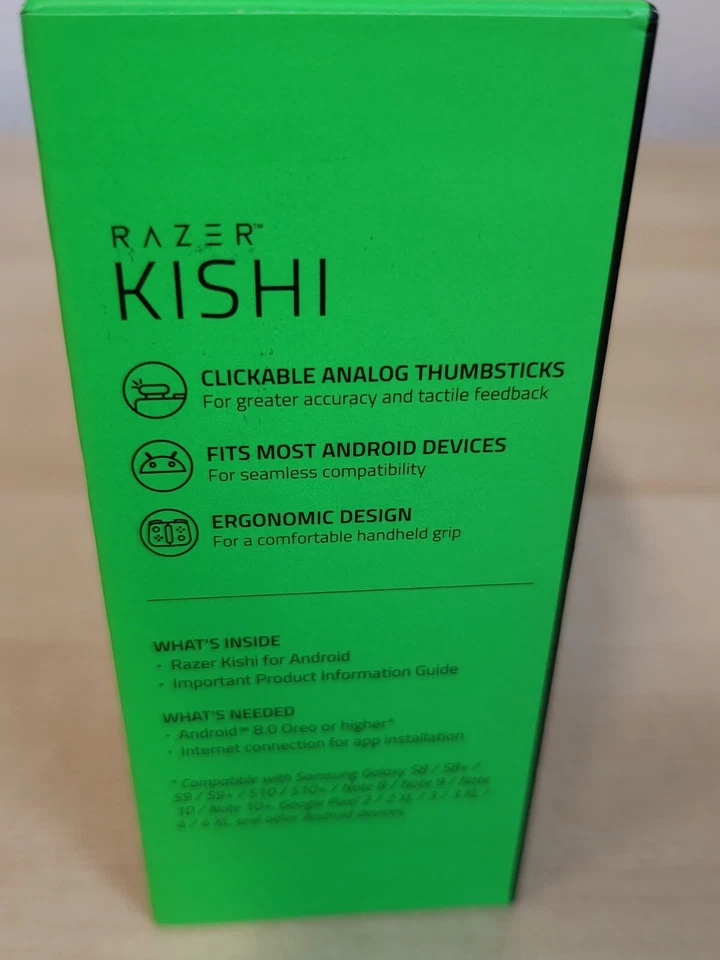 RAZER™
KISHI
CLICKABLE ANALOG THUMBSTICKS
For greater accuracy and tactile feedback
FITS MOST ANDROID DEVICES
For seamless compatibility
ERGONOMIC DESIGN
For a comfortable handheld grip
WHAT'S INSIDE
· Razer Kishi for Android
· Important Product Information Guide
WHAT'S NEEDED
· Android™ 8.0 Oreo or higher*
· Internet connection for app installation
* Compatible with Samsung Galaxy S8 / S8+ /
S9 / S9+ / S10 / S10+ / Note 8 / Note 9 / Note
10 / Note 10+, Google Pixel 2 / 2 XL / 3 / 3 XL /
4 / 4 XL and other Android devices